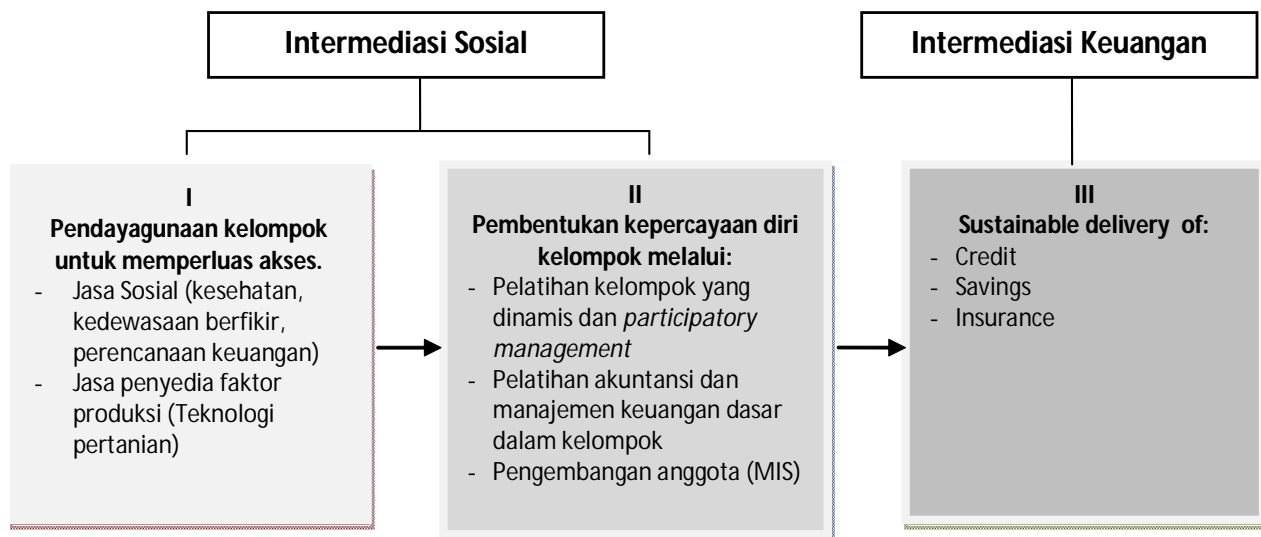 Intermediasi Sosial
Intermediasi Keuangan
I
Pendayagunaan kelompok
untuk memperluas akses.
- Jasa Sosial (kesehatan,
kedewasaan berfikir,
perencanaan keuangan)
- Jasa penyedia faktor
produksi (Teknologi
pertanian)
II
Pembentukan kepercayaan diri
kelompok melalui:
- Pelatihan kelompok yang
dinamis dan participatory
management
- Pelatihan akuntansi dan
manajemen keuangan dasar
dalam kelompok
- Pengembangan anggota (MIS)
III
Sustainable delivery of:
- Credit
- Savings
- Insurance